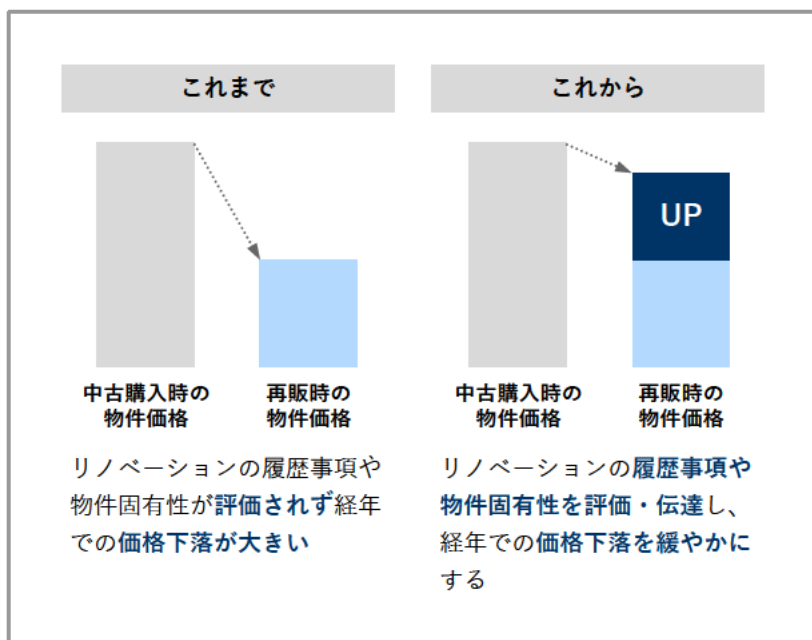 これまで
中古購入時の
物件価格
再販時の
物件価格
リノベーションの履歴事項や
物件固有性が評価されず経年
での価格下落が大きい
これから
UP
中古購入時の
物件価格
再販時の
物件価格
リノベーションの履歴事項や
物件固有性を評価・伝達し、
経年での価格下落を緩やかに
する